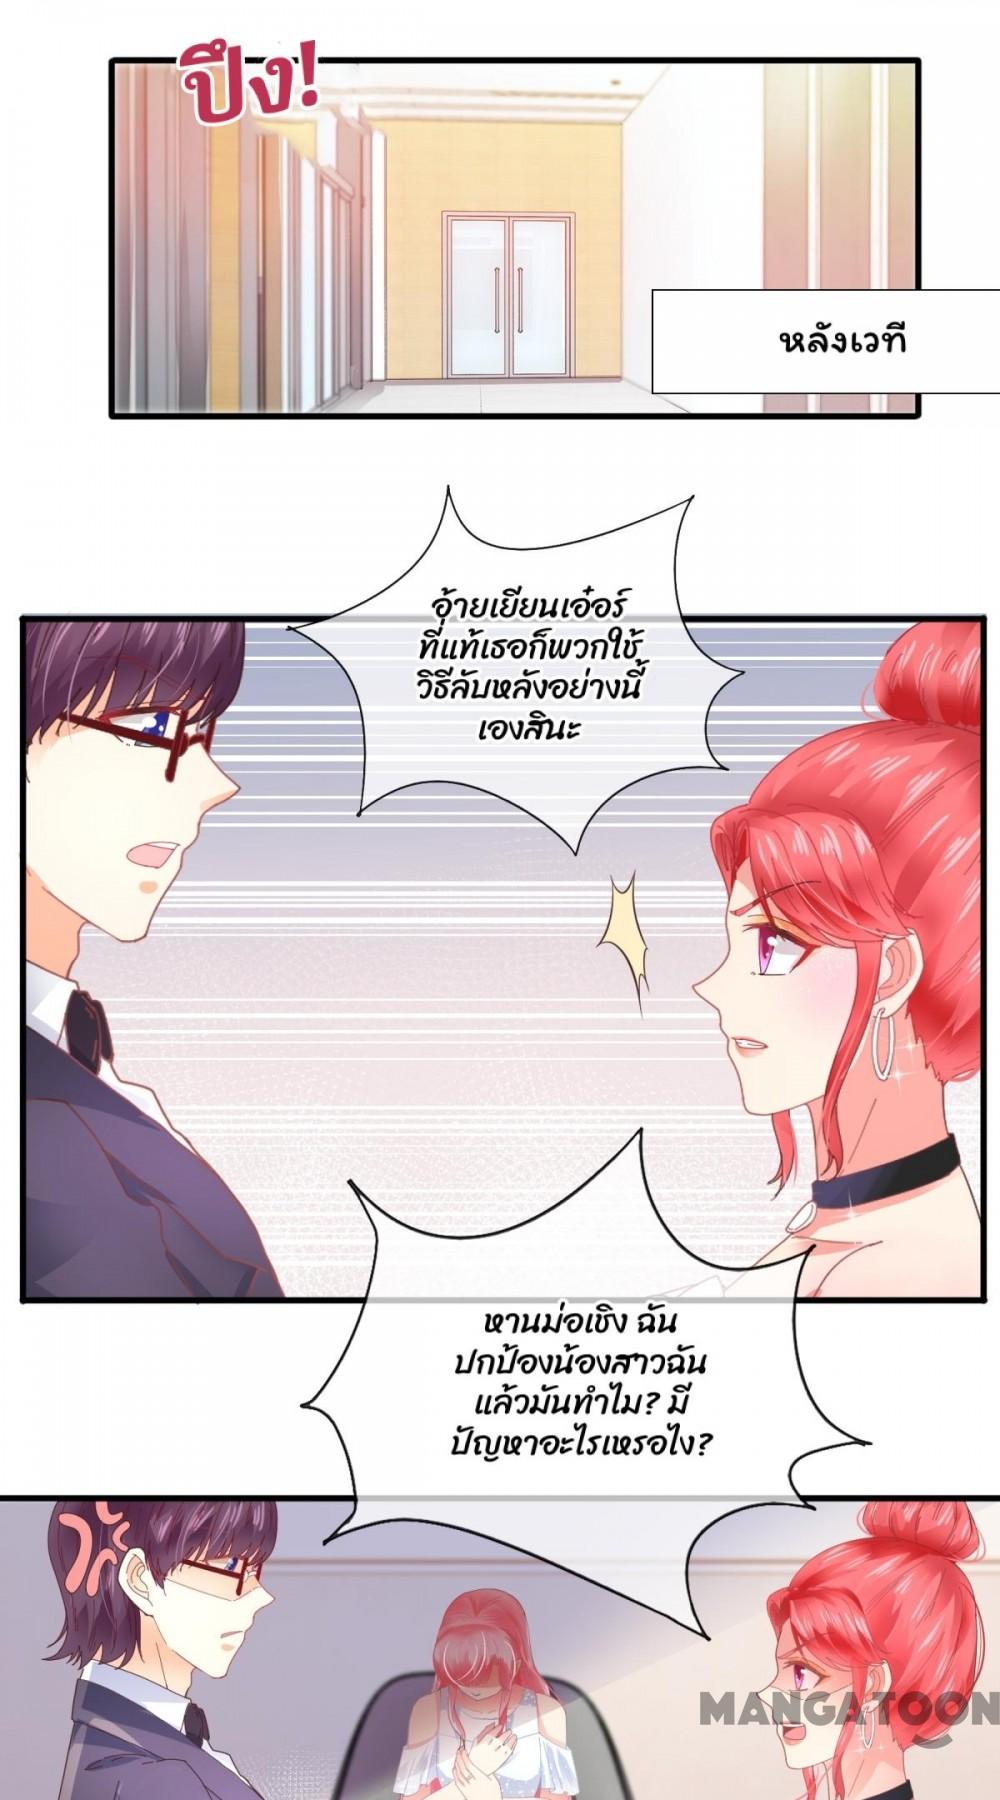 ปึง!
หลังเวที
อ้ายเยียนเอ๋อร์
ที่แท้เธอก็พวกใช้
วิธีลับหลังอย่างนี้
เองสินะ
หานม่อเชิง ฉัน
ปกป้องน้องสาวฉัน
แล้วมันทำไม? มี
ปัญหาอะไรเหรอไง?
MANGATOON